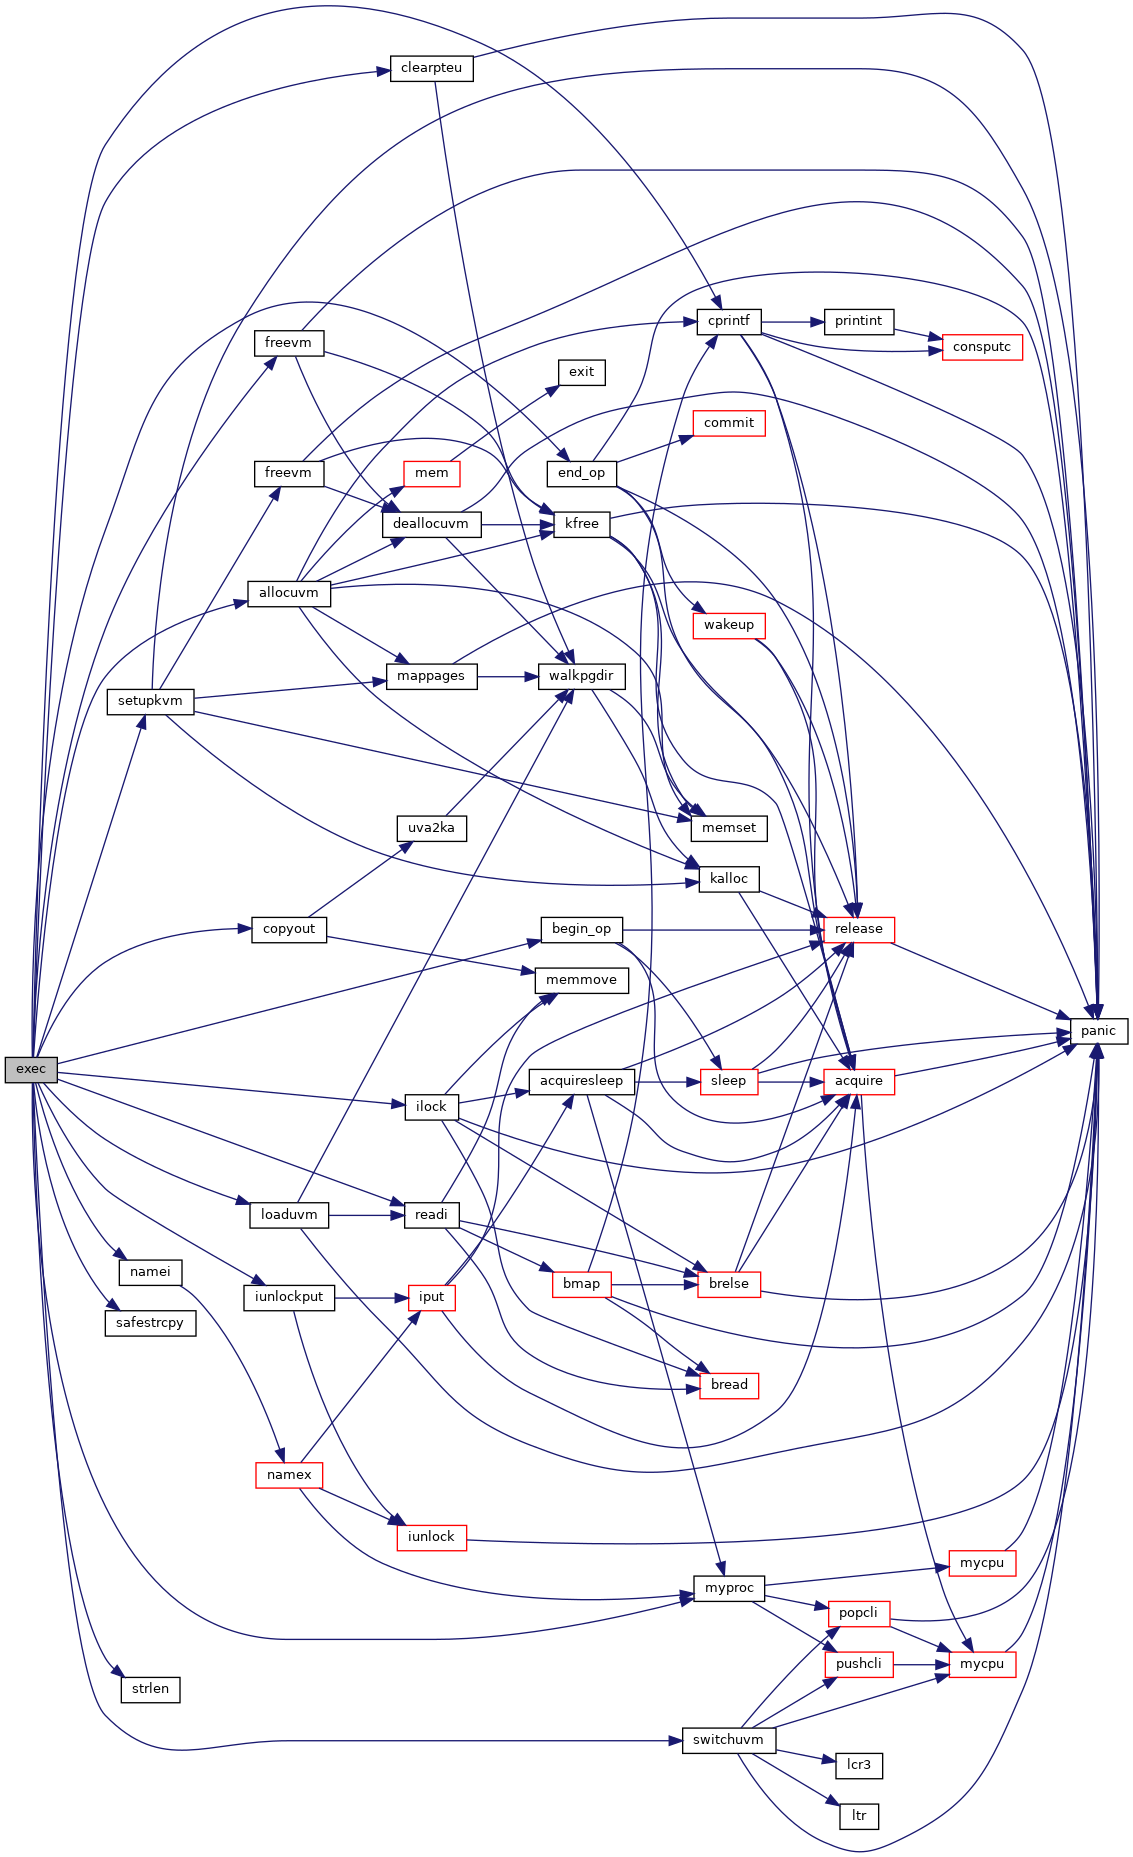 clearpteu
cprintf
printint
freevm
consputc
exit
commit
freevm
mem
end_op
deallocuvm
kfree
allocuvm
wakeup
mappages
walkpgdir
setupkvm
uva2ka
memset
kalloc
copyout
begin_op
release
memmove
panic
exec
acquiresleep
sleep
acquire
ilock
loaduvm
readi
namei
iunlockput
iput
bmap
brelse
safestrcpy
bread
namex
iunlock
mycpu
myproc
popcli
pushcli
mycpu
strlen
switchuvm
lcr3
ltr